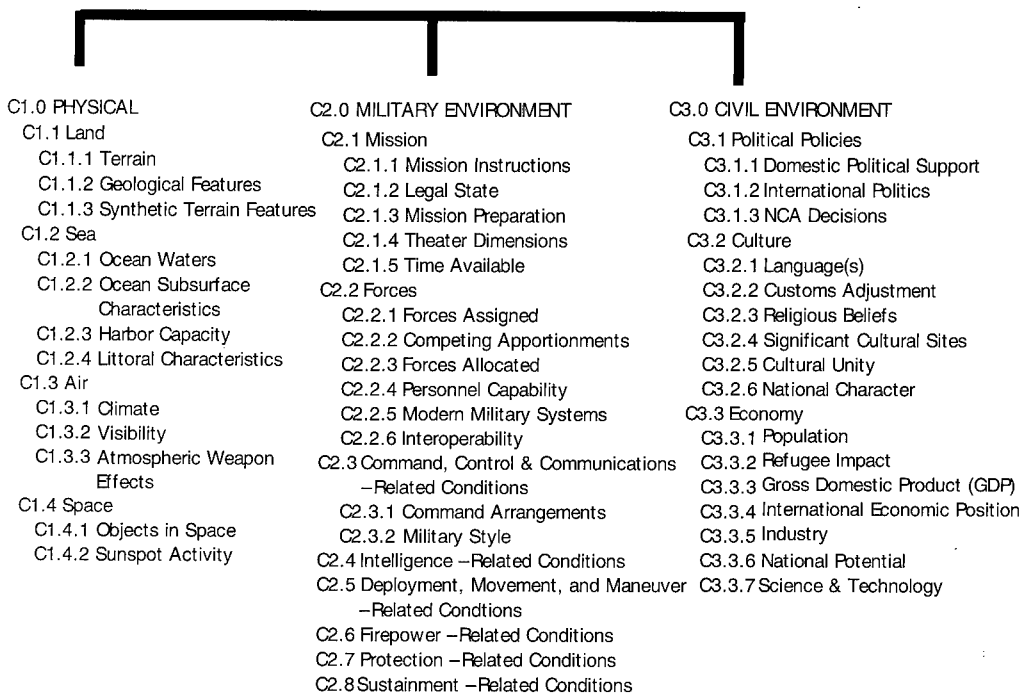 C1.0 PHYSICAL
C1.1 Land
C1.1.1 Terrain
C1.1.2 Geological Features
C1.1.3 Synthetic Terrain Features
C1.2 Sea
C1.2.1 Ocean Waters
C1.2.2 Ocean Subsurface
Characteristics
C1.2.3 Harbor Capacity
C1.2.4 Littoral Characteristics
C1.3 Air
C1.3.1 Climate
C1.3.2 Visibility
C1.3.3 Atmospheric Weapon
Effects
C1.4 Space
C1.4.1 Objects in Space
C1.4.2 Sunspot Activity
C2.0 MILITARY ENVIRONMENT
C2.1 Mission
C2.1.1 Mission Instructions
C2.1.2 Legal State
C2.1.3 Mission Preparation
C2.1.4 Theater Dimensions
C2.1.5 Time Available
C2.2 Forces
C2.2.1 Forces Assigned
C2.2.2 Competing Apportionments
C2.2.3 Forces Allocated
C2.2.4 Personnel Capability
C2.2.5 Modern Military Systems
C2.2.6 Interoperability
C2.3 Command, Control & Communications
–Related Conditions
C2.3.1 Command Arrangements
C2.3.2 Military Style
C2.4 Intelligence –Related Conditions
C2.5 Deployment, Movement, and Maneuver
–Related Condtions
C2.6 Firepower –Related Conditions
C2.7 Protection –Related Conditions
C2.8 Sustainment –Related Conditions
C3.0 CIVIL ENVIRONMENT
C3.1 Political Policies
C3.1.1 Domestic Political Support
C3.1.2 International Politics
C3.1.3 NCA Decisions
C3.2 Culture
C3.2.1 Language(s)
C3.2.2 Customs Adjustment
C3.2.3 Religious Beliefs
C3.2.4 Significant Cultural Sites
C3.2.5 Cultural Unity
C3.2.6 National Character
C3.3 Economy
C3.3.1 Population
C3.3.2 Refugee Impact
C3.3.3 Gross Domestic Product (GDP)
C3.3.4 International Economic Position
C3.3.5 Industry
C3.3.6 National Potential
C3.3.7 Science & Technology